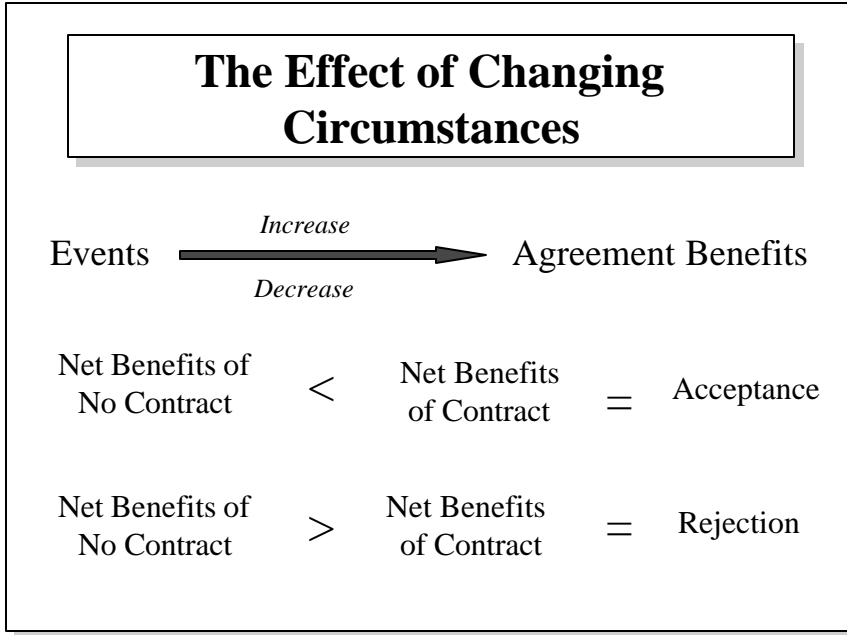 The Effect of Changing
Circumstances
Increase
Events Agreement Benefits
Decrease
Net Benefits of
No Contract < Net Benefits
of Contract = Acceptance
Net Benefits of
No Contract > Net Benefits
of Contract = Rejection